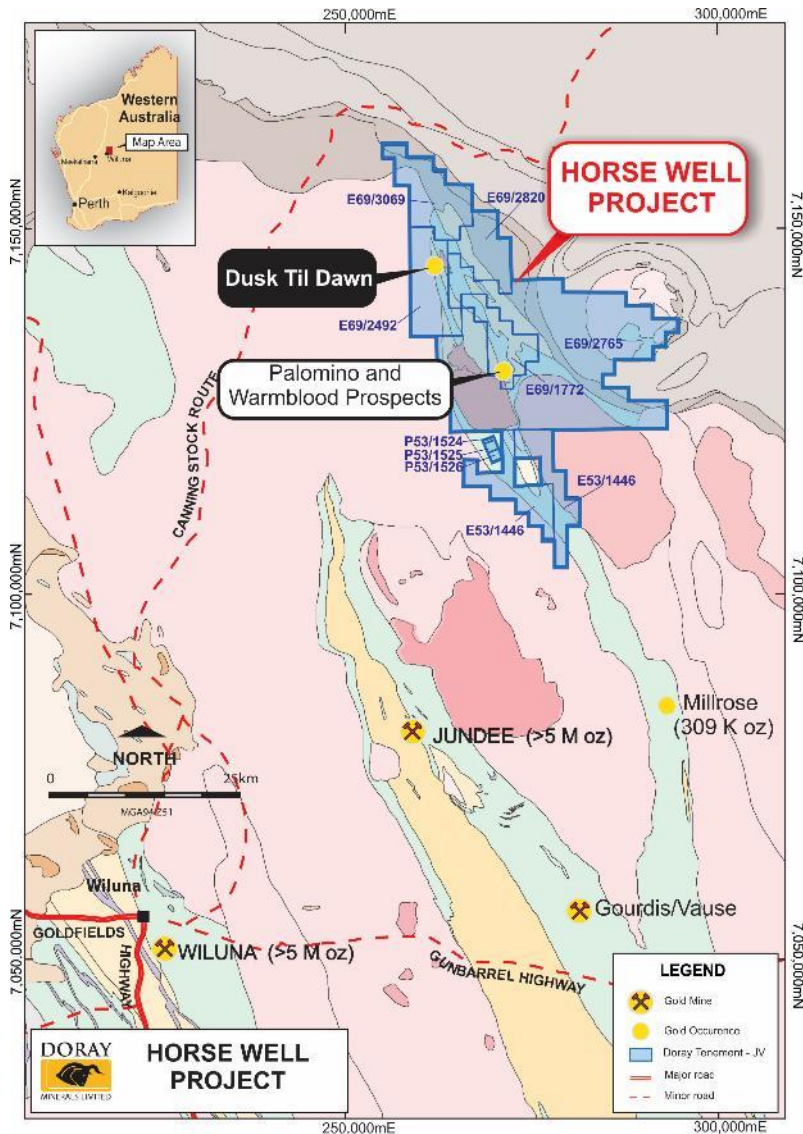 250,000mE
300,000mE
Western
Australia
Map Area
Meekatharra
Wiluna
Kalgoorlie
Perth
7,150,000mN
7,150,000mN
HORSE WELL
PROJECT
E69/3069
E69/2820
Dusk Til Dawn
E69/2492
E69/2765
Palomino and
Warmblood Prospects
E69/1772
CANNING STOCK ROUTE
P53/1524
P53/1525
P53/1526
E53/1446
E53/1446
7,100,000mN
7,100,000mN
Millrose
(309 K oz)
JUNDEE (>5 M oz)
NORTH
0
25km
MGA94 Z51
Wiluna
Gourdis/Vause
GOLDFIELDS
HIGHWAY
WILUNA (>5 M oz)
GUNBARREL HIGHWAY
7,050,000mN
7,050,000mN
LEGEND
Gold Mine
Gold Occurence
Doray Tenement - JV
Major road
Minor road
DORAY
MINERALS LIMITED
HORSE WELL
PROJECT
250,000mE
300,000mE